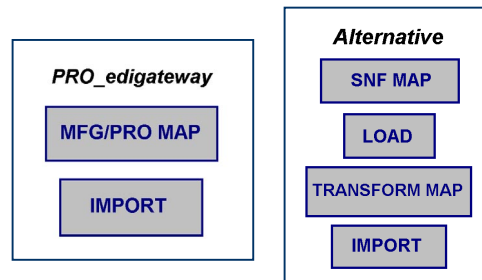 PRO_edigateway
MFG/PRO MAP
IMPORT
Alternative
SNF MAP
LOAD
TRANSFORM MAP
IMPORT